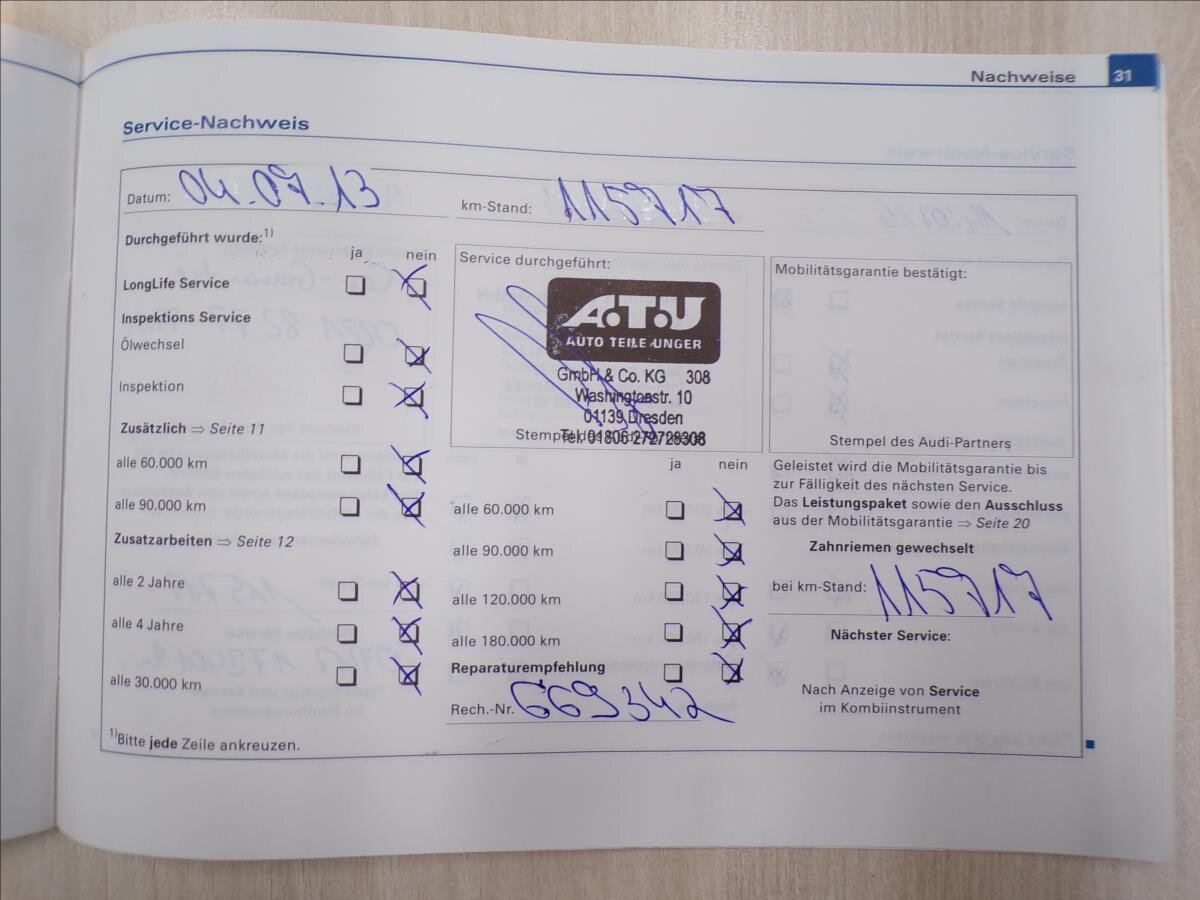 Nachweise 31
Service-Nachweis
Datum: 04.07.13 km-Stand: 115717
Durchgeführt wurde:1)
ja nein
LongLife Service
Inspektions Service
Ölwechsel
Inspektion
Zusätzlich ⇒ Seite 11
alle 60.000 km
alle 90.000 km
Zusatzarbeiten ⇒ Seite 12
alle 2 Jahre
alle 4 Jahre
alle 30.000 km
Service durchgeführt:
A.T.U
AUTO TEILE UNGER
GmbH & Co. KG 308
Washingtonstr. 10
01139 Dresden
Tel. 01806 272728308
ja nein
alle 60.000 km
alle 90.000 km
alle 120.000 km
alle 180.000 km
Reparaturempfehlung
Rech.-Nr. 669342
Mobilitätsgarantie bestätigt:
Stempel des Audi-Partners
Geleistet wird die Mobilitätsgarantie bis
zur Fälligkeit des nächsten Service.
Das Leistungspaket sowie den Ausschluss
aus der Mobilitätsgarantie ⇒ Seite 20
Zahnriemen gewechselt
bei km-Stand: 115717
Nächster Service:
Nach Anzeige von Service
im Kombiinstrument
1)Bitte jede Zeile ankreuzen.